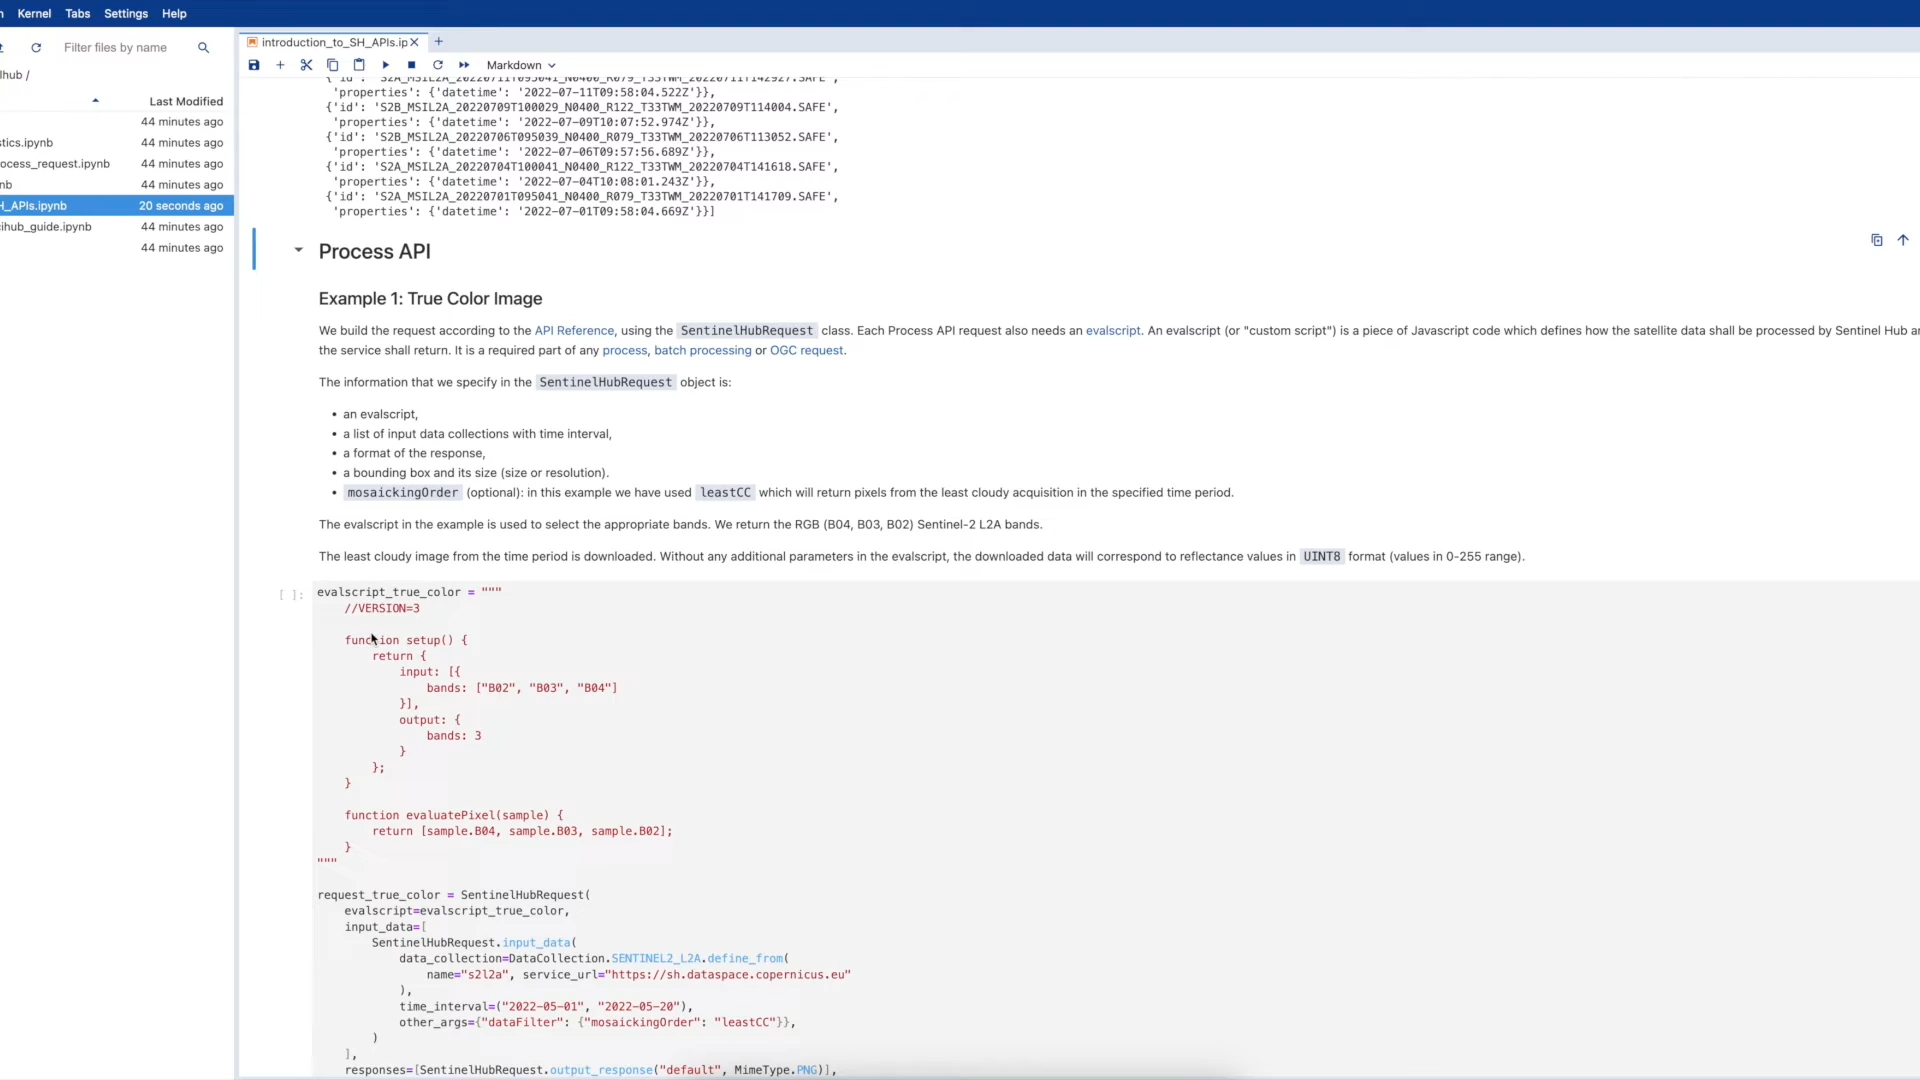 Kernel Tabs Settings Help
Filter files by name
introduction_to_SH_APIs.ip
lhub /
Markdown
Last Modified
44 minutes ago
stics.ipynb 44 minutes ago
ocess_request.ipynb 44 minutes ago
nb 44 minutes ago
H_APIs.ipynb 20 seconds ago
cihub_guide.ipynb 44 minutes ago
44 minutes ago
{'id': 'S2A_MSIL2A_20220711T095041_N0400_R079_T33TWM_20220711T142927.SAFE',
'properties': {'datetime': '2022-07-11T09:58:04.522Z'}},
{'id': 'S2B_MSIL2A_20220709T100029_N0400_R122_T33TWM_20220709T114004.SAFE',
'properties': {'datetime': '2022-07-09T10:07:52.974Z'}},
{'id': 'S2B_MSIL2A_20220706T095039_N0400_R079_T33TWM_20220706T113052.SAFE',
'properties': {'datetime': '2022-07-06T09:57:56.689Z'}},
{'id': 'S2A_MSIL2A_20220704T100041_N0400_R122_T33TWM_20220704T141618.SAFE',
'properties': {'datetime': '2022-07-04T10:08:01.243Z'}},
{'id': 'S2A_MSIL2A_20220701T095041_N0400_R079_T33TWM_20220701T141709.SAFE',
'properties': {'datetime': '2022-07-01T09:58:04.669Z'}}]
Process API
Example 1: True Color Image
We build the request according to the API Reference, using the SentinelHubRequest class. Each Process API request also needs an evalscript. An evalscript (or "custom script") is a piece of Javascript code which defines how the satellite data shall be processed by Sentinel Hub
the service shall return. It is a required part of any process, batch processing or OGC request.
The information that we specify in the SentinelHubRequest object is:
• an evalscript,
• a list of input data collections with time interval,
• a format of the response,
• a bounding box and its size (size or resolution).
• mosaickingOrder (optional): in this example we have used leastCC which will return pixels from the least cloudy acquisition in the specified time period.
The evalscript in the example is used to select the appropriate bands. We return the RGB (B04, B03, B02) Sentinel-2 L2A bands.
The least cloudy image from the time period is downloaded. Without any additional parameters in the evalscript, the downloaded data will correspond to reflectance values in UINT8 format (values in 0-255 range).
[ ]: evalscript_true_color = """
//VERSION=3
function setup() {
return {
input: [{
bands: ["B02", "B03", "B04"]
}],
output: {
bands: 3
}
};
}
function evaluatePixel(sample) {
return [sample.B04, sample.B03, sample.B02];
}
"""
request_true_color = SentinelHubRequest(
evalscript=evalscript_true_color,
input_data=[
SentinelHubRequest.input_data(
data_collection=DataCollection.SENTINEL2_L2A.define_from(
name="s2l2a", service_url="https://sh.dataspace.copernicus.eu"
),
time_interval=("2022-05-01", "2022-05-20"),
other_args={"dataFilter": {"mosaickingOrder": "leastCC"}},
)
],
responses=[SentinelHubRequest.output_response("default", MimeType.PNG)],